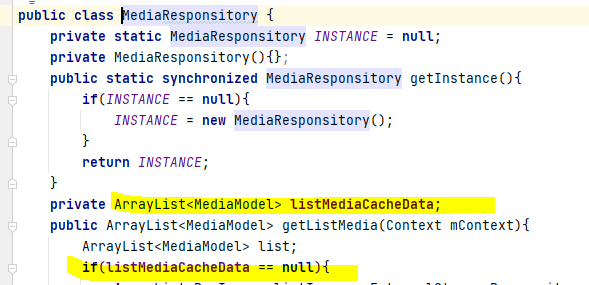 public class MediaResponsitory {
private static MediaResponsitory INSTANCE = null;
private MediaResponsitory(){};
public static synchronized MediaResponsitory getInstance(){
if(INSTANCE == null){
INSTANCE = new MediaResponsitory();
}
return INSTANCE;
}
private ArrayList<MediaModel> listMediaCacheData;
public ArrayList<MediaModel> getListMedia(Context mContext){
ArrayList<MediaModel> list;
if(listMediaCacheData == null){